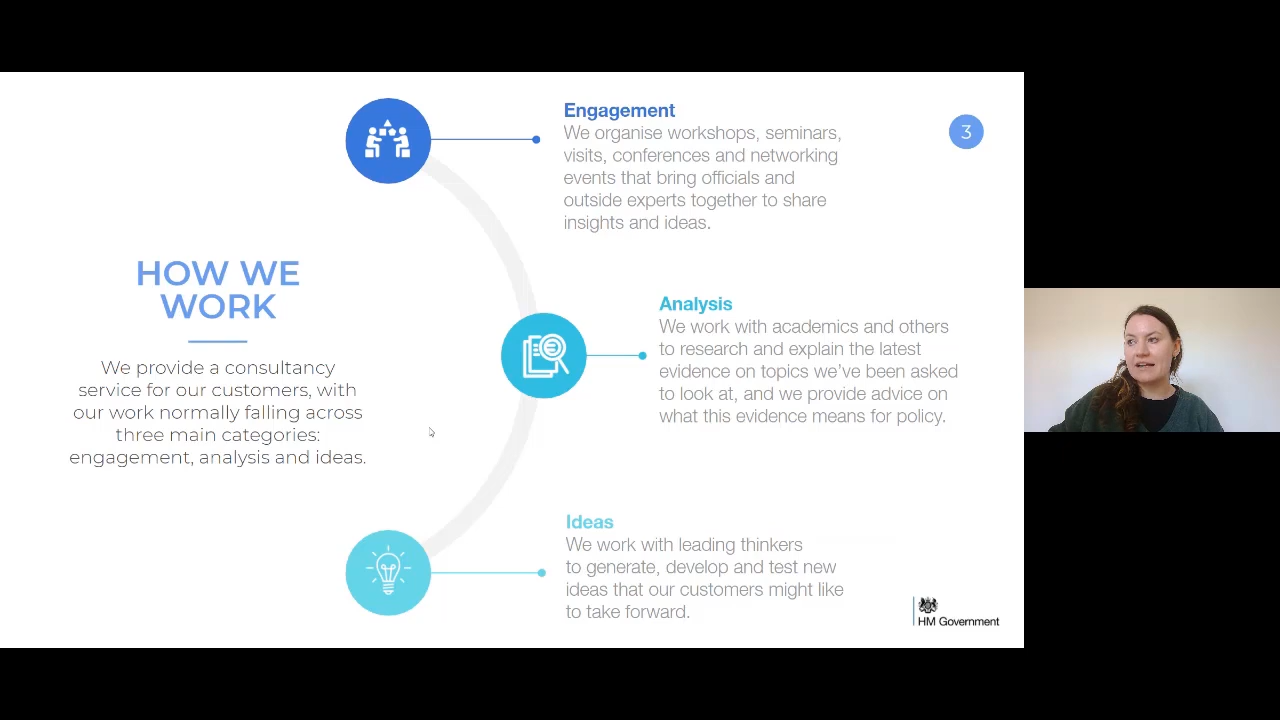 HOW WE
WORK
We provide a consultancy
service for our customers, with
our work normally falling across
three main categories:
engagement, analysis and ideas.
Engagement
We organise workshops, seminars,
visits, conferences and networking
events that bring officials and
outside experts together to share
insights and ideas.
3
Analysis
We work with academics and others
to research and explain the latest
evidence on topics we've been asked
to look at, and we provide advice on
what this evidence means for policy.
Ideas
We work with leading thinkers
to generate, develop and test new
ideas that our customers might like
to take forward.
HM Government